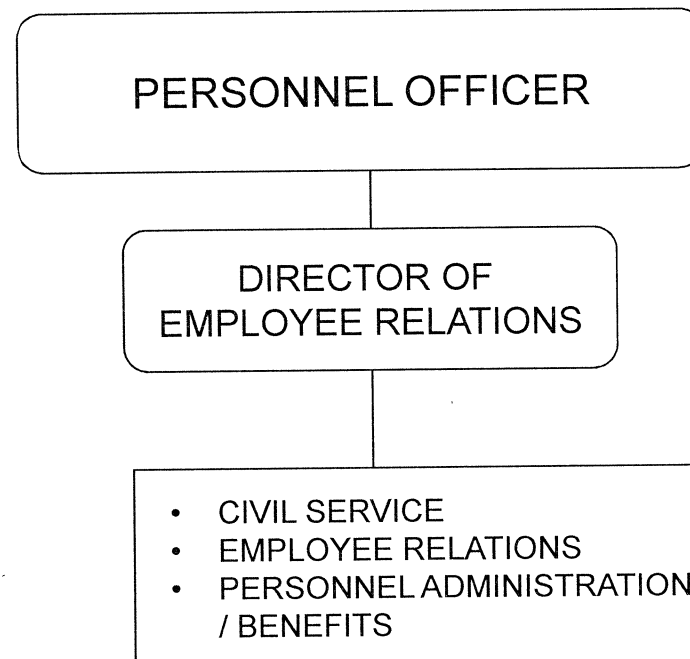 PERSONNEL OFFICER
DIRECTOR OF
EMPLOYEE RELATIONS
• CIVIL SERVICE
• EMPLOYEE RELATIONS
• PERSONNEL ADMINISTRATION
/ BENEFITS